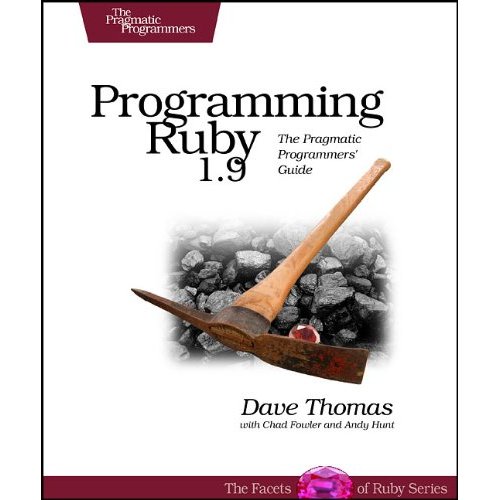 The
Pragmatic
Programmers
Programming
Ruby
1.9
The Pragmatic
Programmers'
Guide
Dave Thomas
with Chad Fowler and Andy Hunt
The Facets of Ruby Series